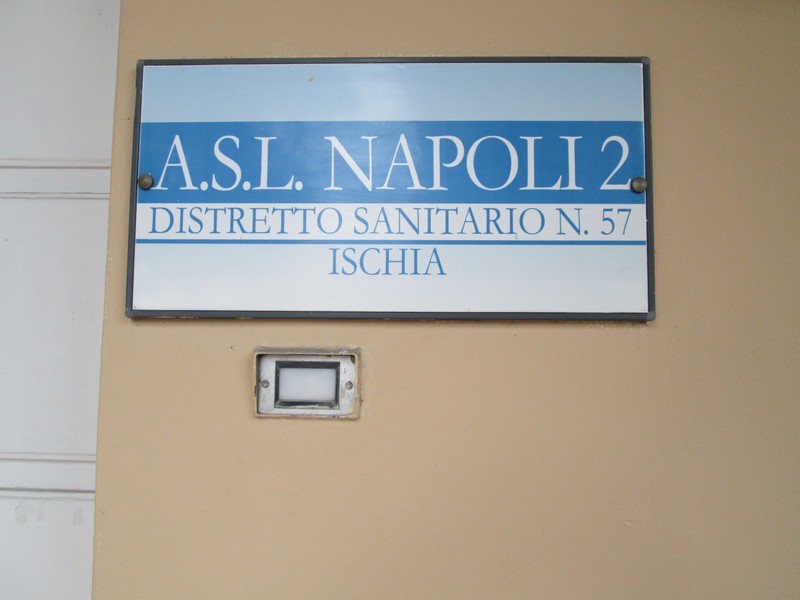 A.S.L. NAPOLI 2
DISTRETTO SANITARIO N. 57
ISCHIA